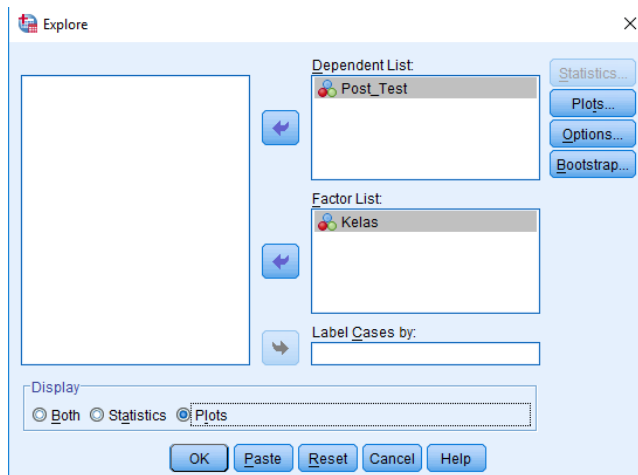 Explore
Dependent List:
Post_Test
Statistics...
Plots...
Options...
Bootstrap...
Factor List:
Kelas
Label Cases by:
Display
Both Statistics Plots
OK Paste Reset Cancel Help